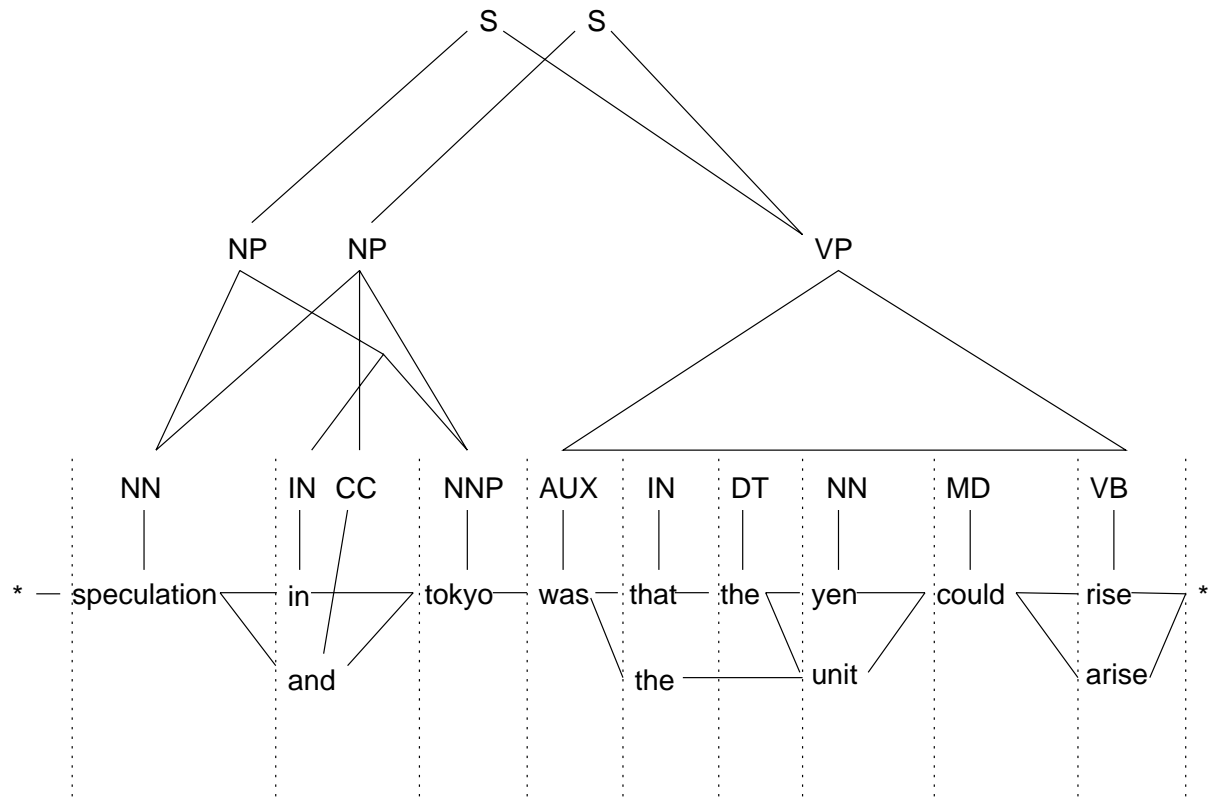 S S
NP NP VP
NN IN CC NNP AUX IN DT NN MD VB
* speculation in tokyo was that the yen could rise *
and the unit arise